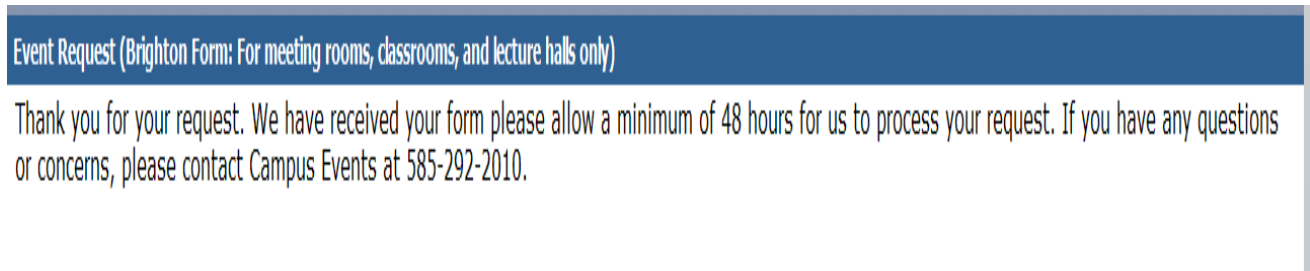 Event Request (Brighton Form: For meeting rooms, classrooms, and lecture halls only)
Thank you for your request. We have received your form please allow a minimum of 48 hours for us to process your request. If you have any questions
or concerns, please contact Campus Events at 585-292-2010.